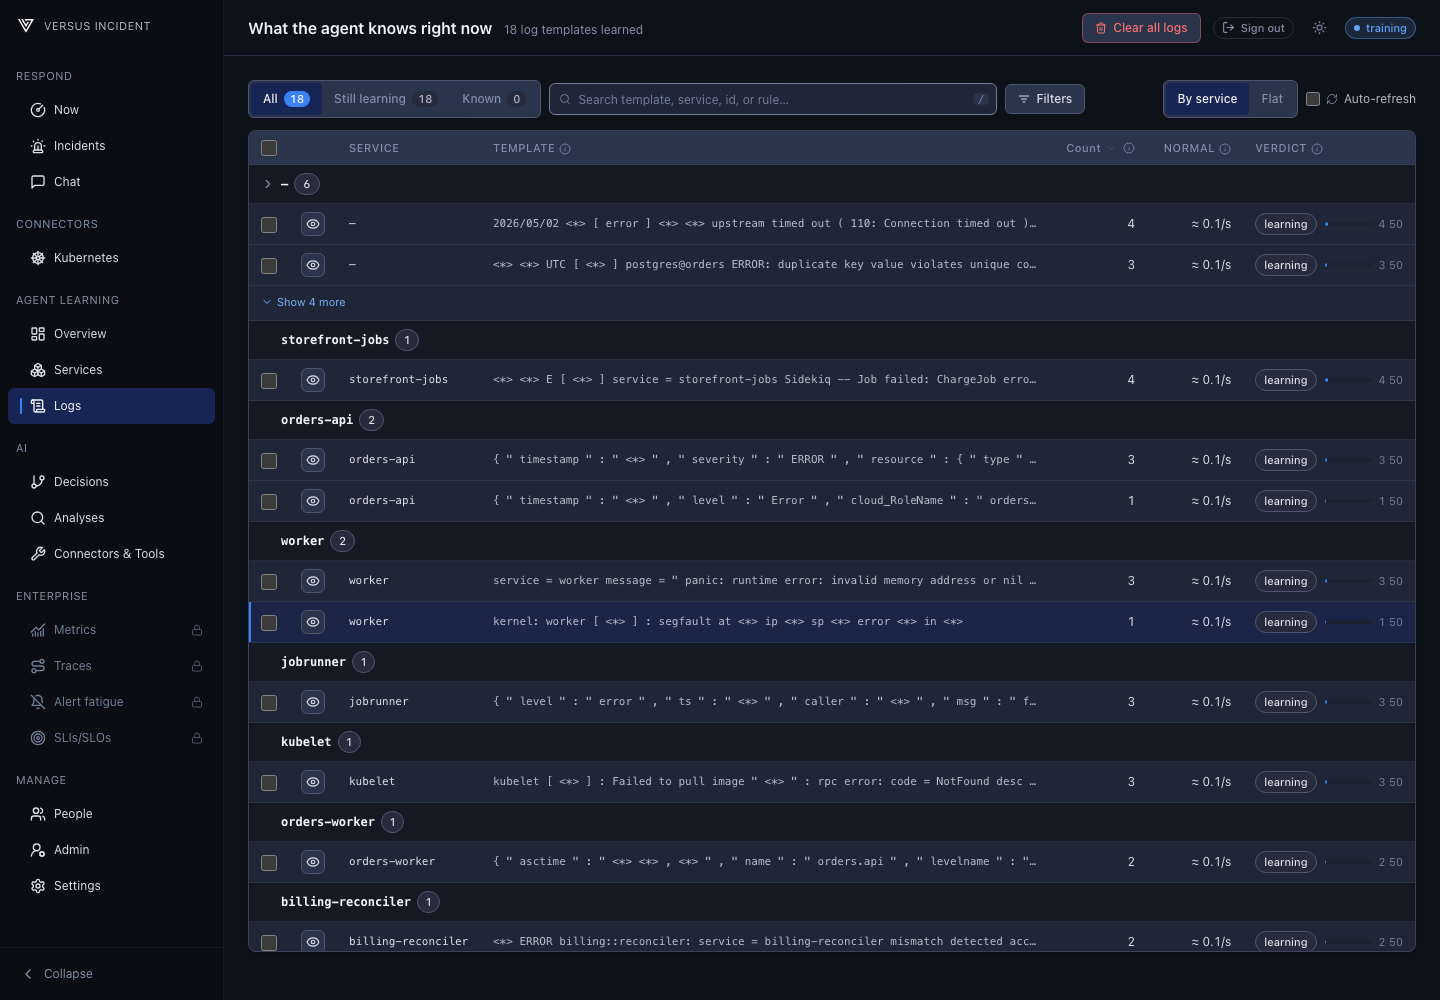 VERSUS INCIDENT
RESPOND
Now
Incidents
Chat
CONNECTORS
Kubernetes
AGENT LEARNING
Overview
Services
Logs
AI
Decisions
Analyses
Connectors & Tools
ENTERPRISE
Metrics
Traces
Alert fatigue
SLIs/SLOs
MANAGE
People
Admin
Settings
Collapse
What the agent knows right now 18 log templates learned
Clear all logs Sign out training
All 18 Still learning 18 Known 0 Search template, service, id, or rule... / Filters By service Flat Auto-refresh
SERVICE TEMPLATE Count NORMAL VERDICT
— 6
— 2026/05/02 <*> [ error ] <*> <*> upstream timed out ( 110: Connection timed out )… 4 ≈ 0.1/s learning 4 50
— <*> <*> UTC [ <*> ] postgres@orders ERROR: duplicate key value violates unique co… 3 ≈ 0.1/s learning 3 50
Show 4 more
storefront-jobs 1
storefront-jobs <*> <*> E [ <*> ] service = storefront-jobs Sidekiq -- Job failed: ChargeJob erro… 4 ≈ 0.1/s learning 4 50
orders-api 2
orders-api { " timestamp " : " <*> " , " severity " : " ERROR " , " resource " : { " type " … 3 ≈ 0.1/s learning 3 50
orders-api { " timestamp " : " <*> " , " level " : " Error " , " cloud_RoleName " : " orders… 1 ≈ 0.1/s learning 1 50
worker 2
worker service = worker message = " panic: runtime error: invalid memory address or nil … 3 ≈ 0.1/s learning 3 50
worker kernel: worker [ <*> ] : segfault at <*> ip <*> sp <*> error <*> in <*> 1 ≈ 0.1/s learning 1 50
jobrunner 1
jobrunner { " level " : " error " , " ts " : " <*> " , " caller " : " <*> " , " msg " : " f… 3 ≈ 0.1/s learning 3 50
kubelet 1
kubelet kubelet [ <*> ] : Failed to pull image " <*> " : rpc error: code = NotFound desc … 3 ≈ 0.1/s learning 3 50
orders-worker 1
orders-worker { " asctime " : " <*> <*> , <*> " , " name " : " orders.api " , " levelname " : "… 2 ≈ 0.1/s learning 2 50
billing-reconciler 1
billing-reconciler <*> ERROR billing::reconciler: service = billing-reconciler mismatch detected acc… 2 ≈ 0.1/s learning 2 50